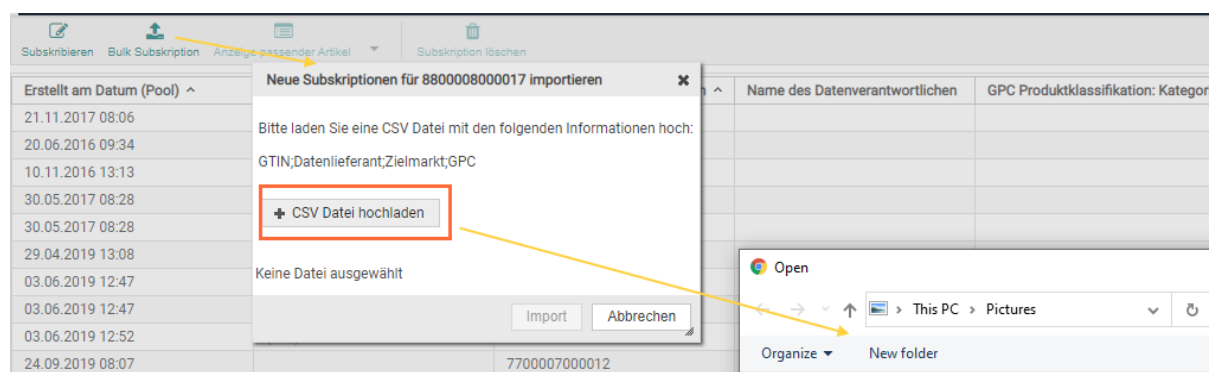 Subskribieren Bulk Subskription Anzeige passender Artikel Subskription löschen
Erstellt am Datum (Pool) Name des Datenverantwortlichen GPC Produktklassifikation: Kategor
Neue Subskriptionen für 8800008000017 importieren
Bitte laden Sie eine CSV Datei mit den folgenden Informationen hoch:
GTIN;Datenlieferant;Zielmarkt;GPC
CSV Datei hochladen
Keine Datei ausgewählt
Import Abbrechen
21.11.2017 08:06
20.06.2016 09:34
10.11.2016 13:13
30.05.2017 08:28
30.05.2017 08:28
29.04.2019 13:08
03.06.2019 12:47
03.06.2019 12:47
03.06.2019 12:52
24.09.2019 08:07 7700007000012
Open
This PC > Pictures
Organize New folder